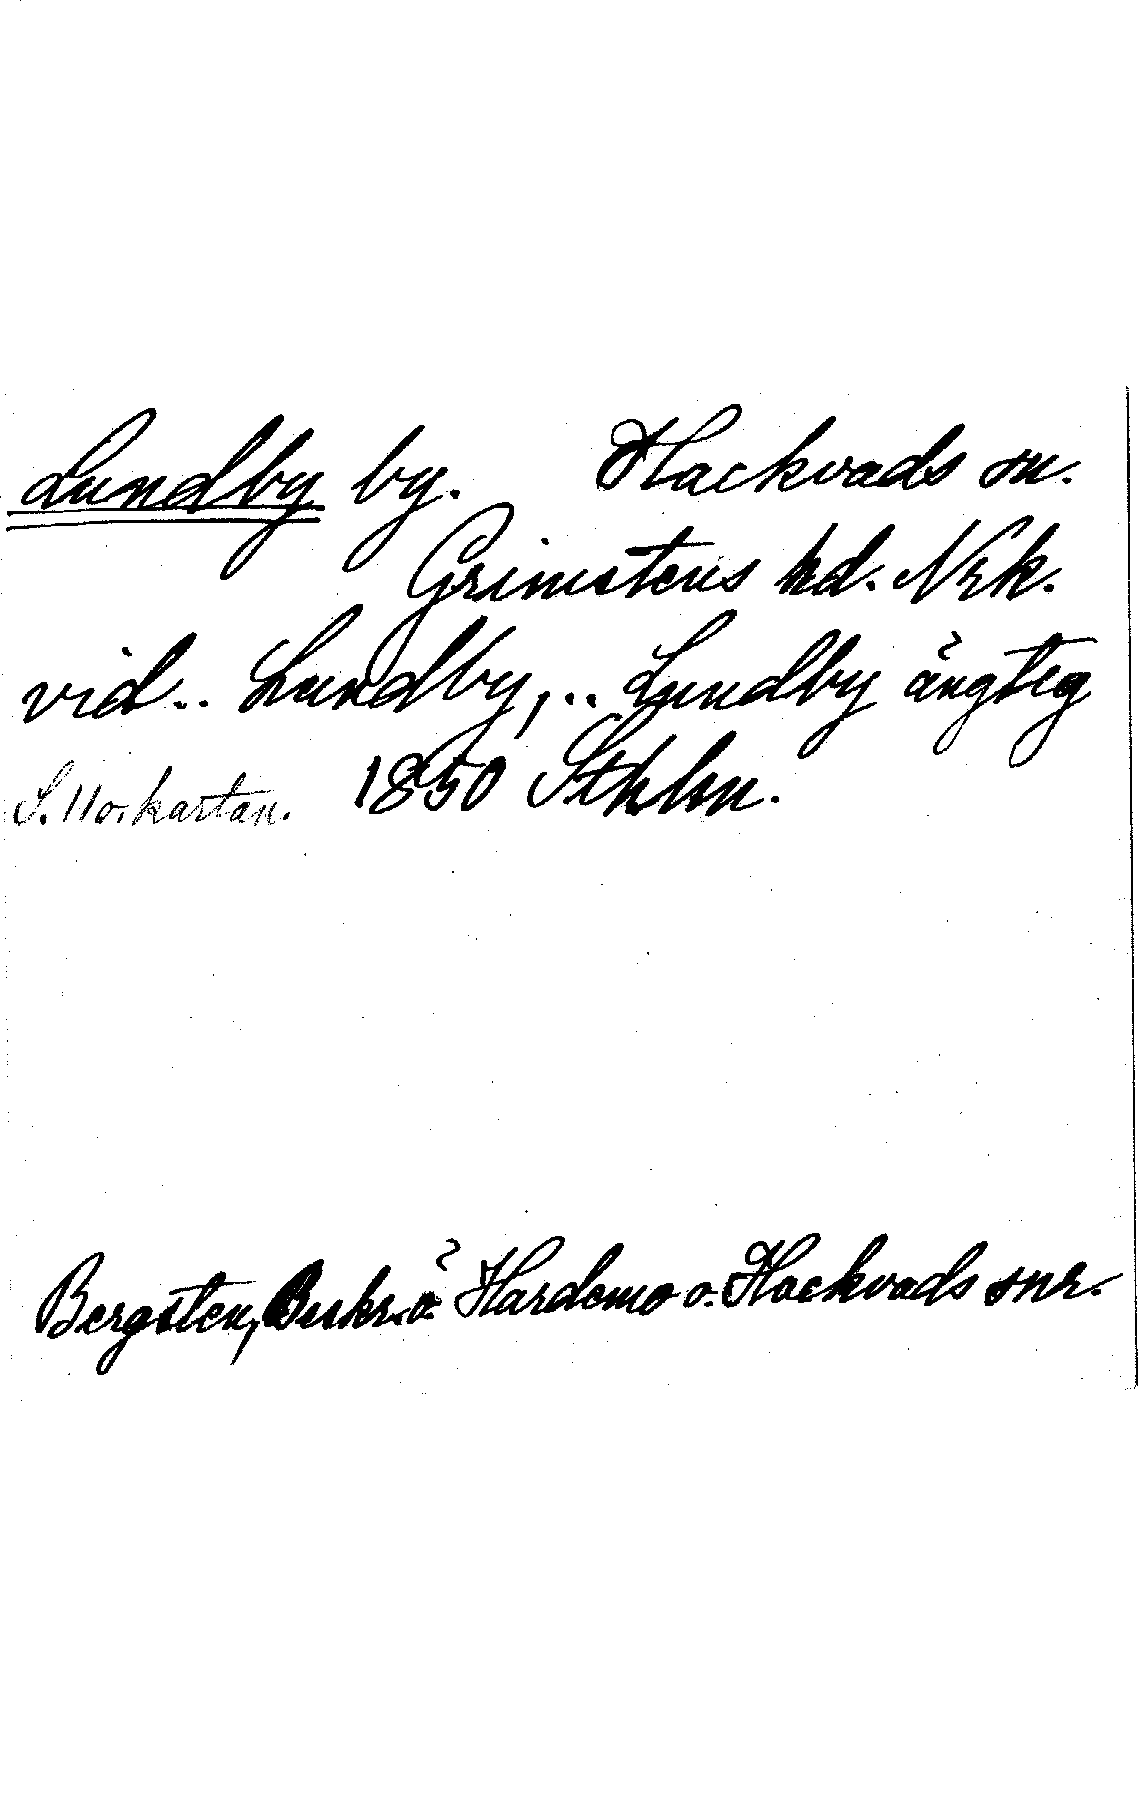 Lundby by. Hackvads sn.
Grimstens hd. Nrk.
vid.. Lundby,.. Lundby ängteg
1850 Sthlm.
S. 110. kartan.
Bergsten, Beskr. ö. Hardemo o. Hackvads snr.